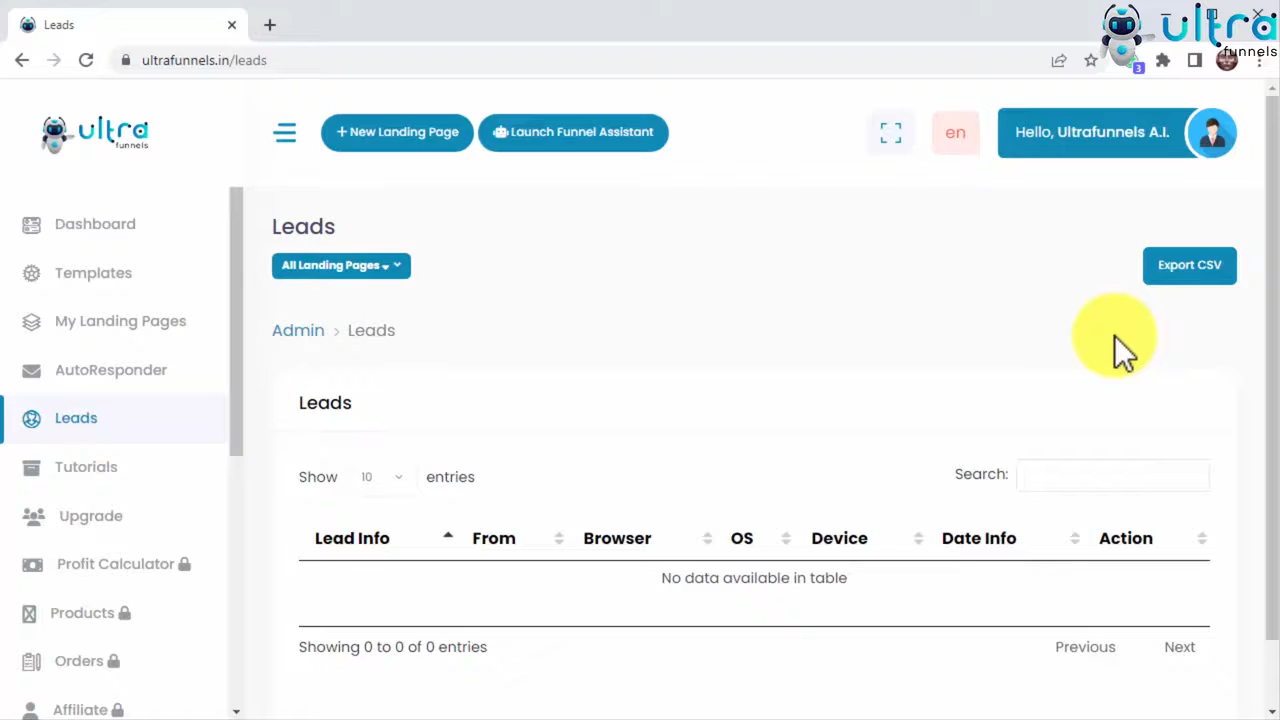 Leads
ultra
funnels
ultrafunnels.in/leads
3
ultra
funnels
+ New Landing Page
Launch Funnel Assistant
en
Hello, Ultrafunnels A.I.
Dashboard
Templates
My Landing Pages
AutoResponder
Leads
Tutorials
Upgrade
Profit Calculator
Products
Orders
Affiliate
Leads
All Landing Pages
Export CSV
Admin > Leads
Leads
Show 10 entries
Search:
Lead Info From Browser OS Device Date Info Action
No data available in table
Showing 0 to 0 of 0 entries
Previous Next